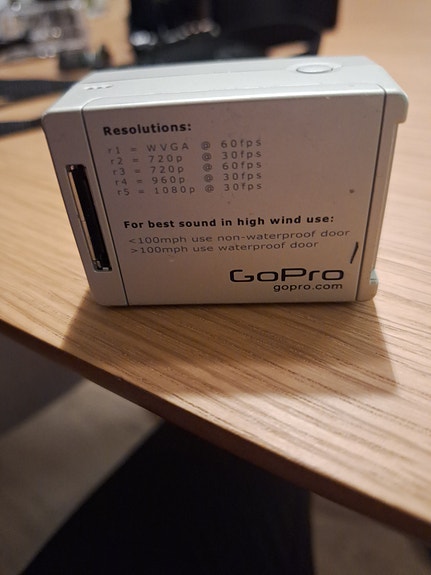 Resolutions:
r1 = WVGA @ 60fps
r2 = 720p @ 30fps
r3 = 720p @ 60fps
r4 = 960p @ 30fps
r5 = 1080p @ 30fps
For best sound in high wind use:
<100mph use non-waterproof door
>100mph use waterproof door
GoPro
gopro.com